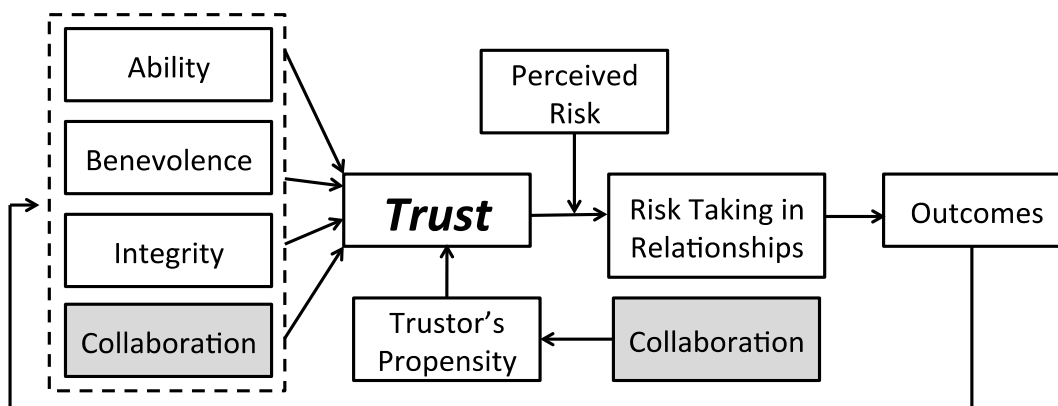 Ability
Benevolence
Integrity
Collaboration
Trust
Perceived
Risk
Risk Taking in
Relationships
Outcomes
Trustor's
Propensity
Collaboration